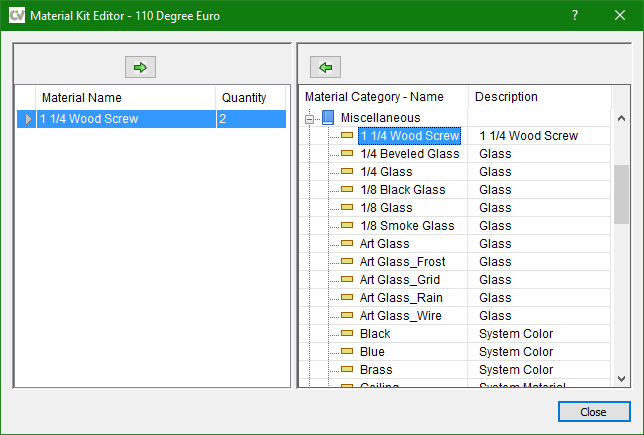 CV Material Kit Editor - 110 Degree Euro ?
Material Name Quantity
1 1/4 Wood Screw 2
Material Category - Name Description
Miscellaneous
1 1/4 Wood Screw 1 1/4 Wood Screw
1/4 Beveled Glass Glass
1/4 Glass Glass
1/8 Black Glass Glass
1/8 Glass Glass
1/8 Smoke Glass Glass
Art Glass Glass
Art Glass_Frost Glass
Art Glass_Grid Glass
Art Glass_Rain Glass
Art Glass_Wire Glass
Black System Color
Blue System Color
Brass System Color
Ceiling System Material
Close